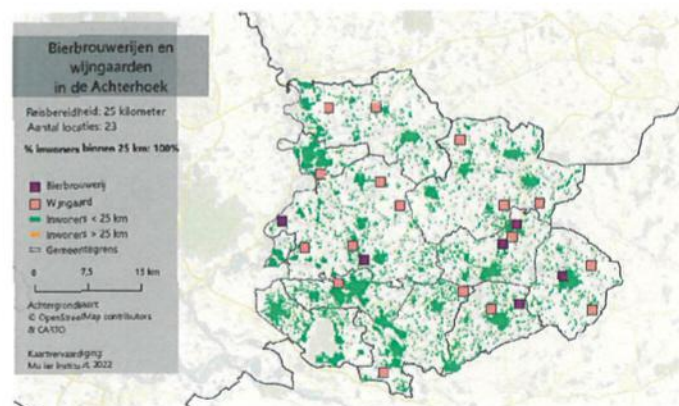 Bierbrouwerijen en
wijngaarden
in de Achterhoek
Reisbereidheid: 25 kilometer
Aantal locaties: 23
% inwoners binnen 25 km: 100%
Bierbrouwerij
Wijngaard
Inwoners < 25 km
Inwoners > 25 km
Gemeentegrens
0 7,5 15 km
Achtergrondkaart
© OpenStreetMap contributors
& CARTO
Kaartvervaardiging:
Mulier Instituut, 2022